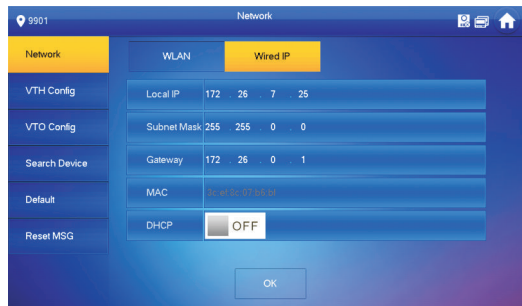 9901
Network
Network
WLAN
Wired IP
VTH Config
Local IP 172 . 26 . 7 . 25
VTO Config
Subnet Mask 255 . 255 . 0 . 0
Search Device
Gateway 172 . 26 . 0 . 1
Default
MAC
Reset MSG
DHCP OFF
OK